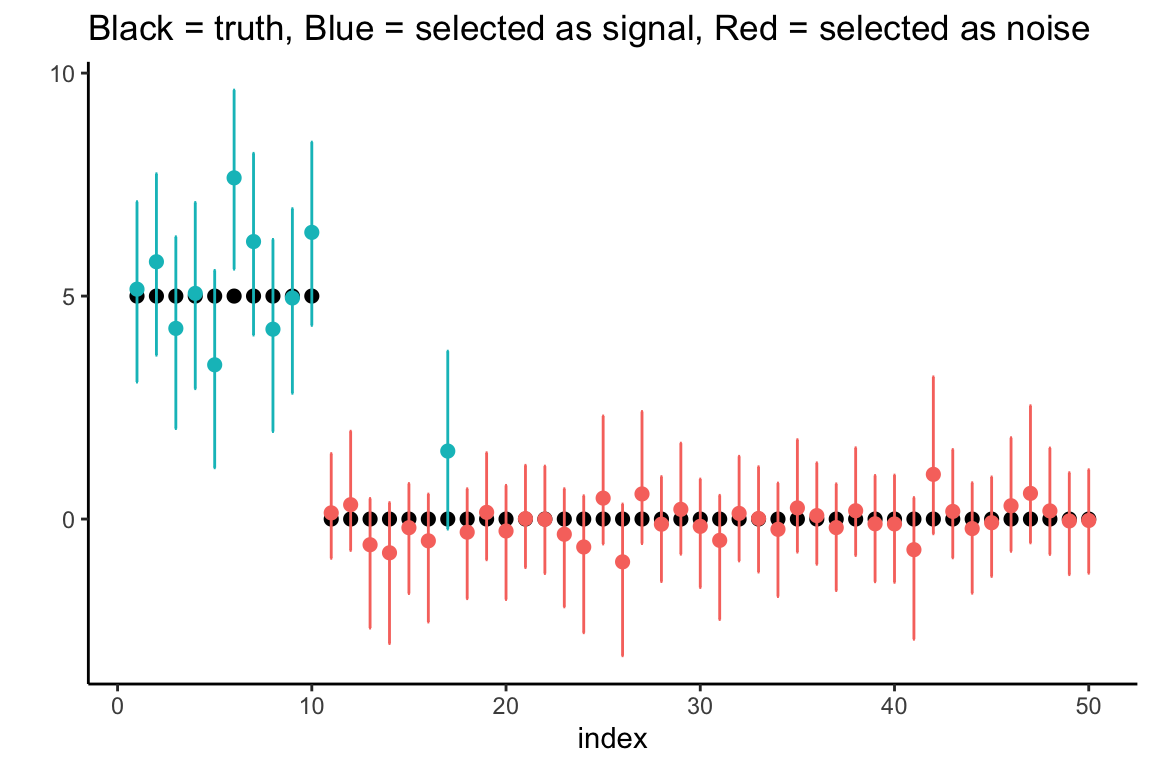 Black = truth, Blue = selected as signal, Red = selected as noise
10
5
0
0 10 20 30 40 50
index